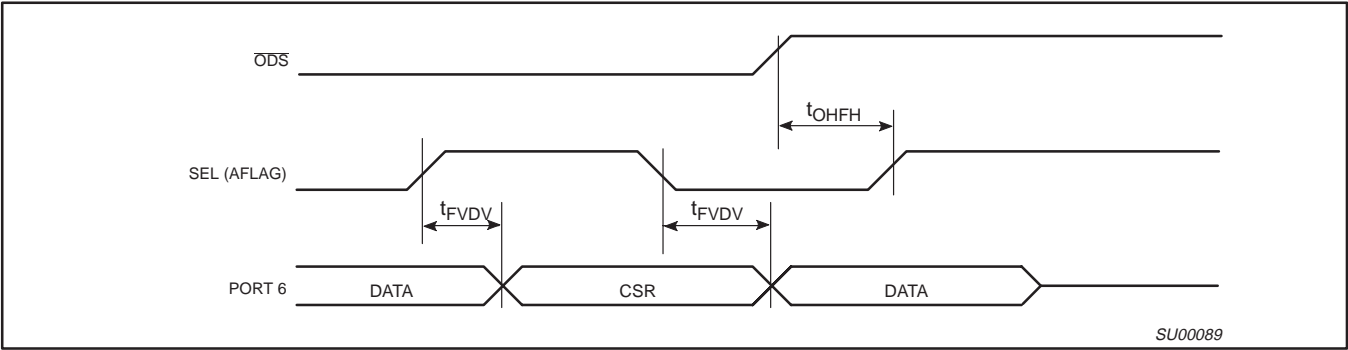 ODS
tOHFH
SEL (AFLAG)
tFVDV tFVDV
PORT 6 DATA CSR DATA
SU00089